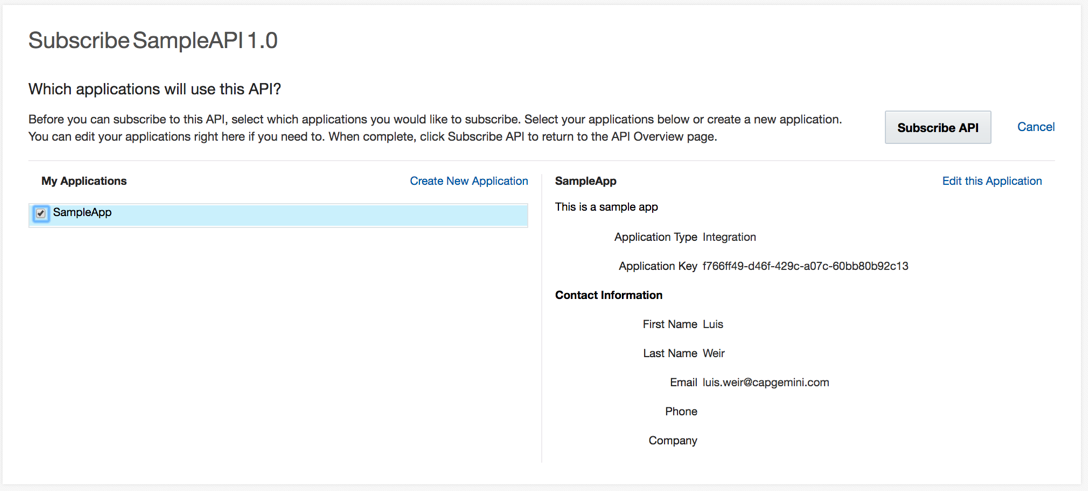 Subscribe SampleAPI 1.0
Which applications will use this API?
Before you can subscribe to this API, select which applications you would like to subscribe. Select your applications below or create a new application.
You can edit your applications right here if you need to. When complete, click Subscribe API to return to the API Overview page.
Subscribe API
Cancel
My Applications
Create New Application
SampleApp
SampleApp
Edit this Application
This is a sample app
Application Type Integration
Application Key f766ff49-d46f-429c-a07c-60bb80b92c13
Contact Information
First Name Luis
Last Name Weir
Email luis.weir@capgemini.com
Phone
Company